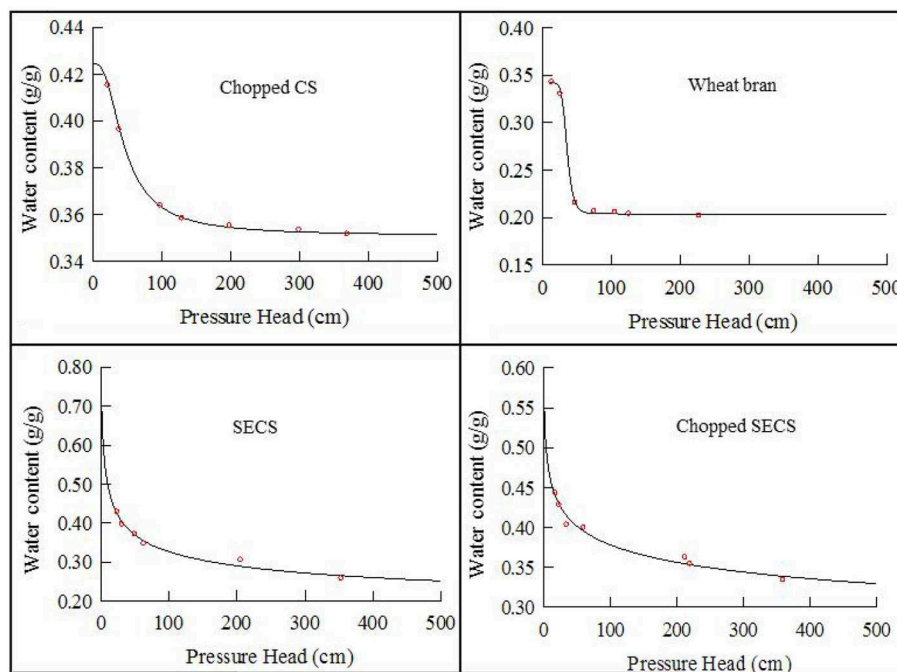 0.44
0.42
0.40
0.38
0.36
0.34
0 100 200 300 400 500
Water content (g/g)
Pressure Head (cm)
Chopped CS
0.40
0.35
0.30
0.25
0.20
0.15
0 100 200 300 400 500
Water content (g/g)
Pressure Head (cm)
Wheat bran
0.80
0.70
0.60
0.50
0.40
0.30
0.20
0 100 200 300 400 500
Water content (g/g)
Pressure Head (cm)
SECS
0.60
0.55
0.50
0.45
0.40
0.35
0.30
0 100 200 300 400 500
Water content (g/g)
Pressure Head (cm)
Chopped SECS